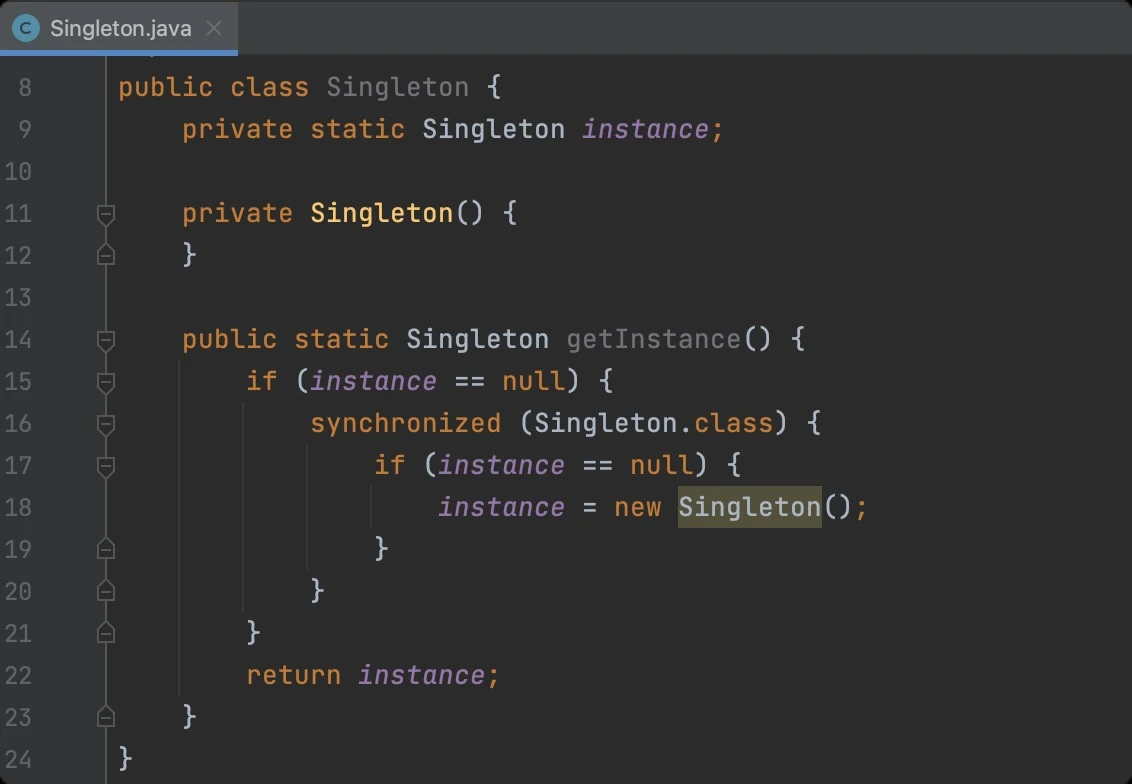 C Singleton.java
8 public class Singleton {
9 private static Singleton instance;
10
11 private Singleton() {
12 }
13
14 public static Singleton getInstance() {
15 if (instance == null) {
16 synchronized (Singleton.class) {
17 if (instance == null) {
18 instance = new Singleton();
19 }
20 }
21 }
22 return instance;
23 }
24 }